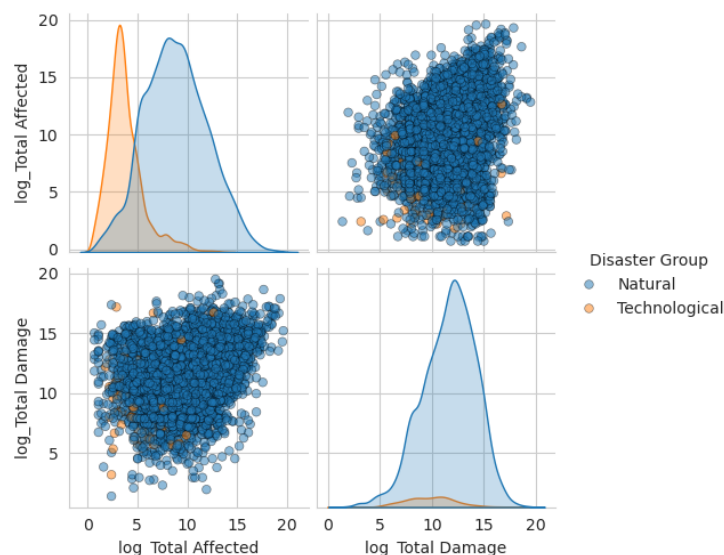 20
15
10
5
0
log_Total Affected
20
15
10
5
log_Total Damage
0 5 10 15 20
log_Total Affected
0 5 10 15 20
log_Total Damage
Disaster Group
Natural
Technological